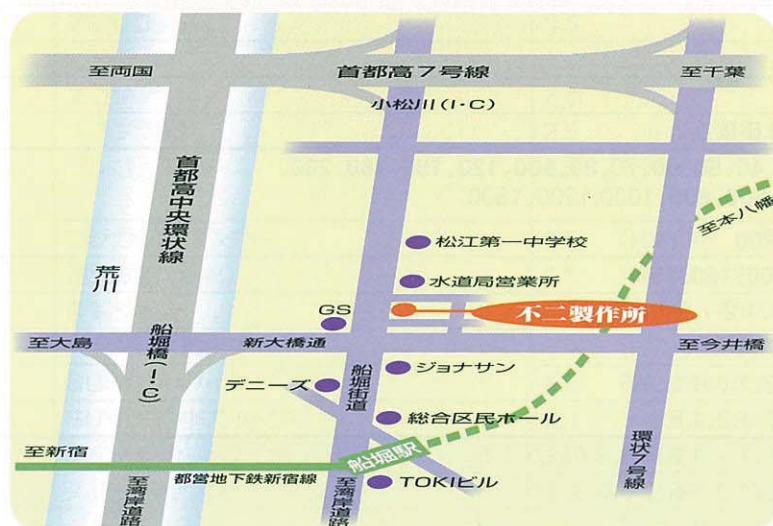 至両国
首都高7号線
至千葉
小松川(I・C)
首都高中央環状線
荒川
至本八幡
松江第一中学校
水道局営業所
GS
不二製作所
至大島
船堀橋(I・C)
新大橋通
至今井橋
ジョナサン
船堀街道
デニーズ
総合区民ホール
環状7号線
至新宿
船堀駅
都営地下鉄新宿線
至湾岸道路
至湾岸道路
TOKIビル